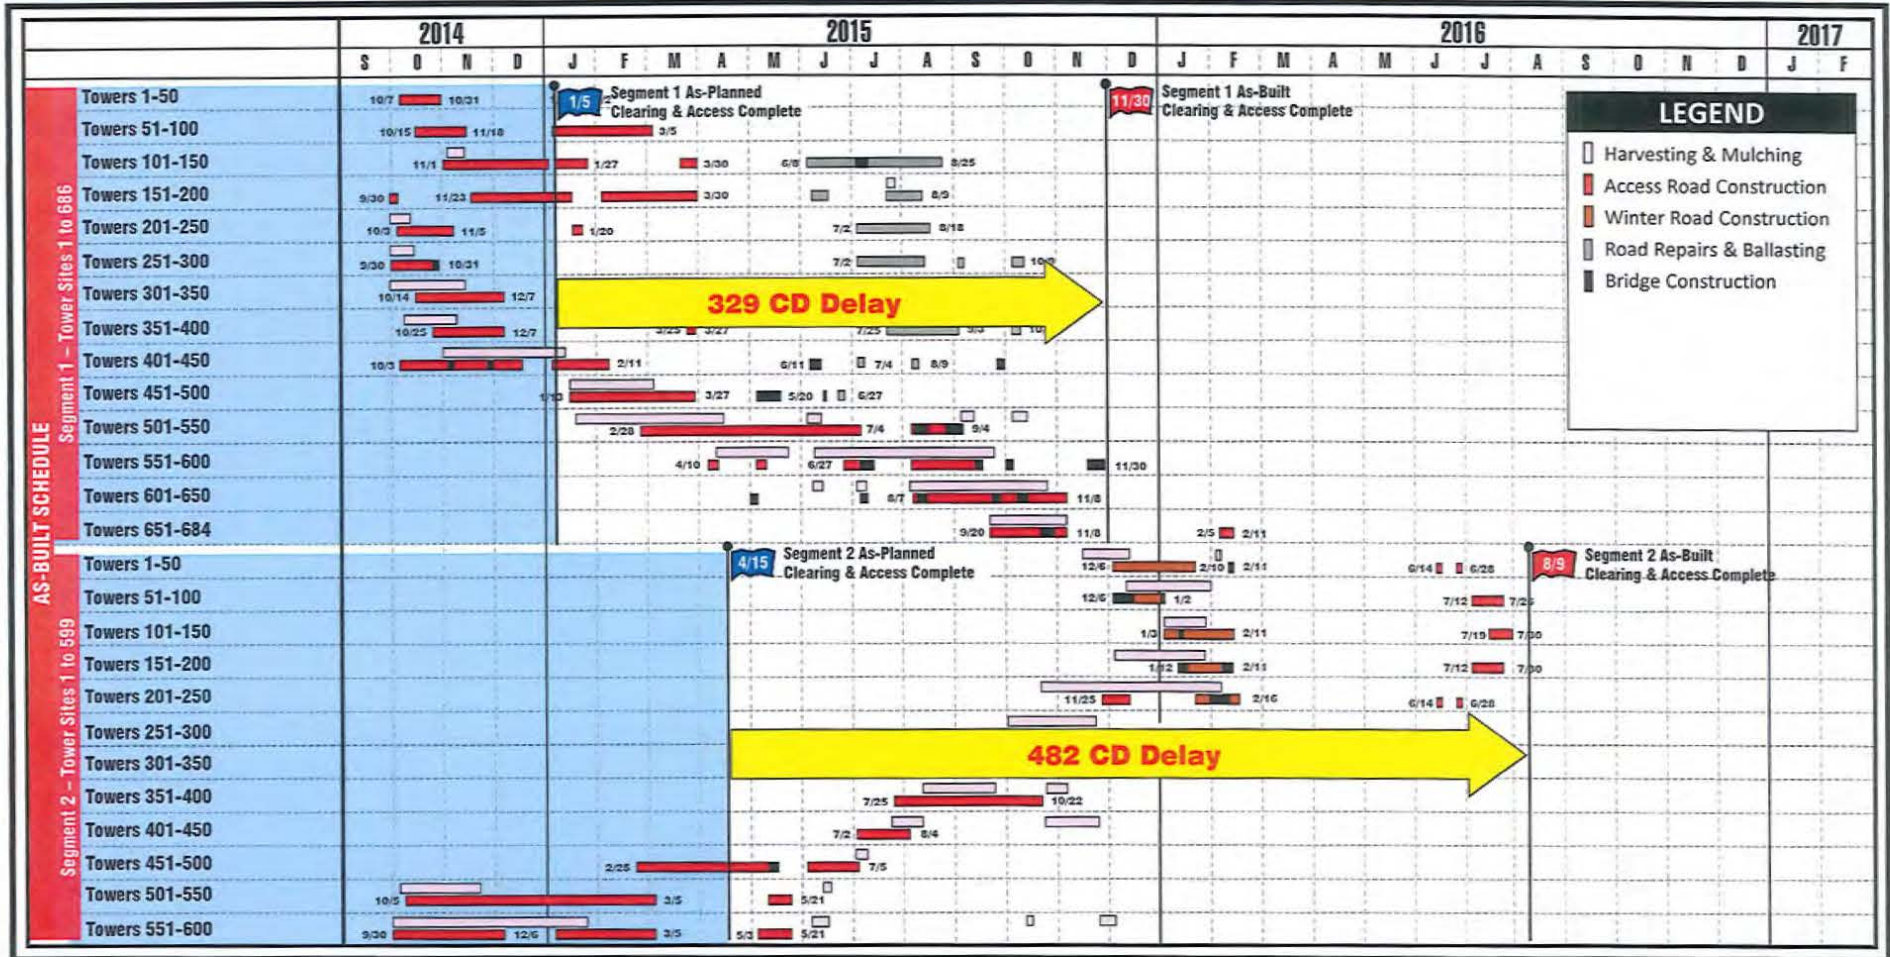 2014 2015 2016 2017
S O N D J F M A M J J A S O N D J F M A M J J A S O N D J F
AS-BUILT SCHEDULE
Segment 1 – Tower Sites 1 to 686
Towers 1-50 10/7 10/31
1/5 Segment 1 As-Planned
Clearing & Access Complete
11/30 Segment 1 As-Built
Clearing & Access Complete
Towers 51-100 10/15 11/18 3/5
Towers 101-150 11/1 1/27 3/30 6/8 8/25
Towers 151-200 9/30 11/23 3/30 8/9
Towers 201-250 10/3 11/5 1/20 7/2 8/18
Towers 251-300 9/30 10/31 7/2
Towers 301-350 10/14 12/7
329 CD Delay
Towers 351-400 10/25 12/7 3/25 3/27 7/25 9/3
Towers 401-450 10/3 2/11 6/11 7/4 8/9
Towers 451-500 3/27 5/20 6/27
Towers 501-550 2/28 7/4 9/4
Towers 551-600 4/10 6/27 11/30
Towers 601-650 8/7 11/8
Towers 651-684 9/20 11/8 2/5 2/11
Segment 2 – Tower Sites 1 to 599
4/15 Segment 2 As-Planned
Clearing & Access Complete
8/9 Segment 2 As-Built
Clearing & Access Complete
Towers 1-50 12/6 2/10 2/11 6/14 6/28
Towers 51-100 12/6 1/2 7/12
Towers 101-150 1/3 2/11 7/19 7/30
Towers 151-200 1/12 2/11 7/12 7/30
Towers 201-250 11/25 2/16 6/14 6/28
Towers 251-300
482 CD Delay
Towers 301-350
Towers 351-400 7/25 10/22
Towers 401-450 7/2 8/4
Towers 451-500 2/25 7/5
Towers 501-550 10/5 3/5 5/21
Towers 551-600 9/30 12/6 3/5 5/3 5/21
LEGEND
Harvesting & Mulching
Access Road Construction
Winter Road Construction
Road Repairs & Ballasting
Bridge Construction